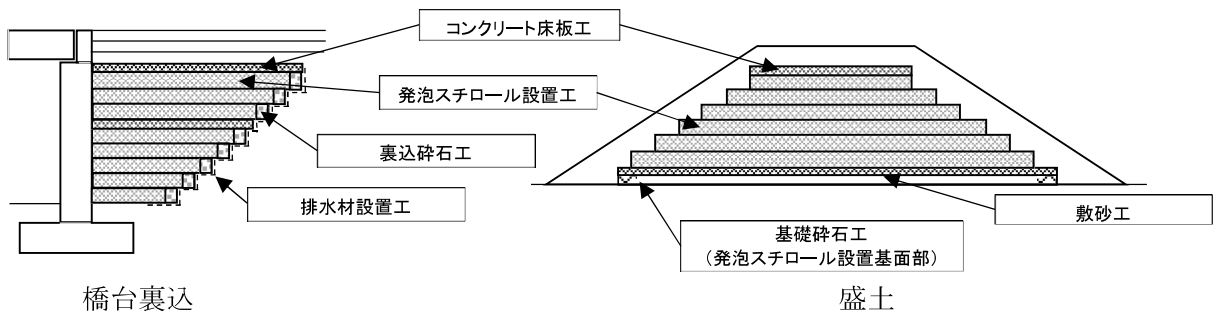 コンクリート床板工
発泡スチロール設置工
裏込砕石工
排水材設置工
敷砂工
基礎砕石工
(発泡スチロール設置基面部)
橋台裏込
盛土